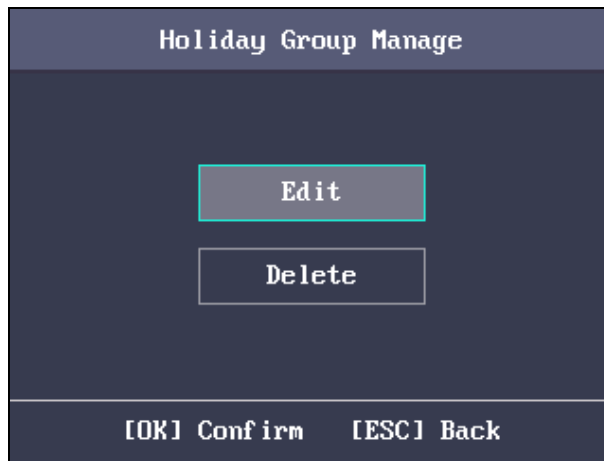 Holiday Group Manage
Edit
Delete
[OK] Confirm [ESC] Back